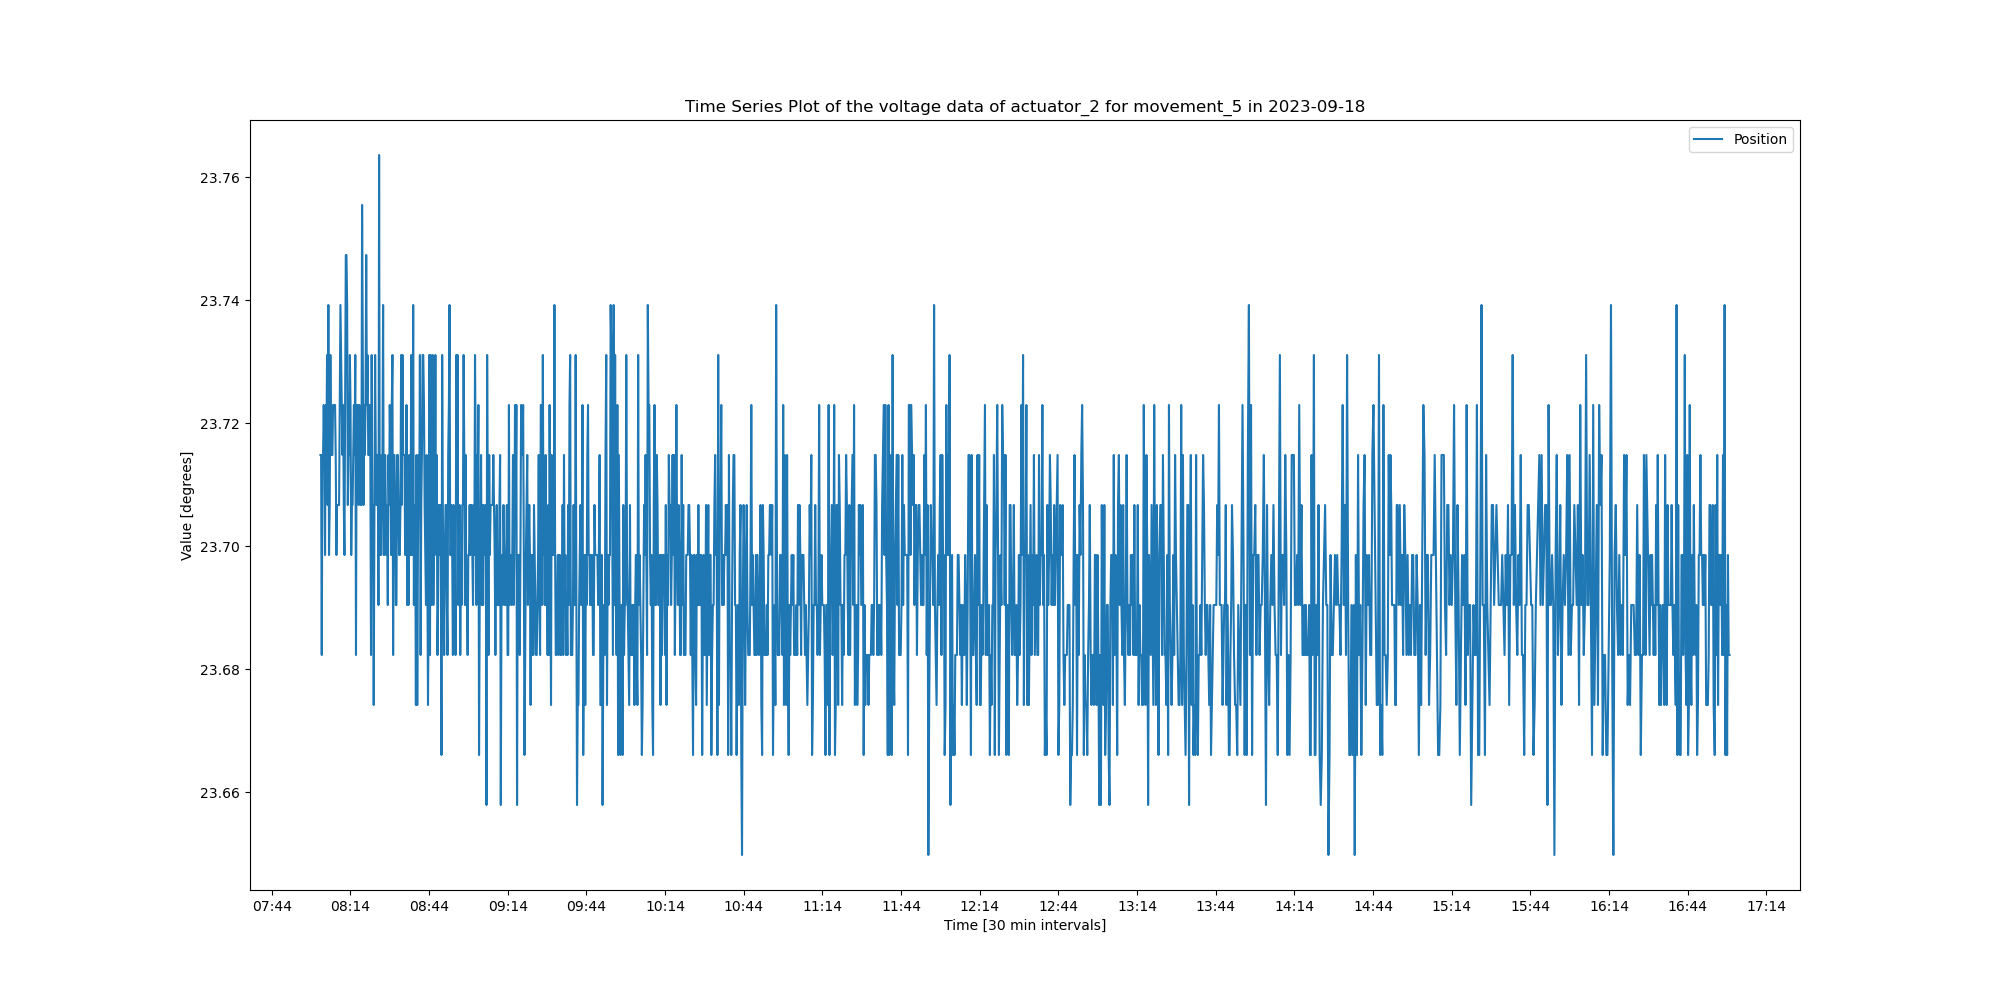 Time Series Plot of the voltage data of actuator_2 for movement_5 in 2023-09-18
Position
23.76
23.74
23.72
23.70
23.68
23.66
Value [degrees]
07:44 08:14 08:44 09:14 09:44 10:14 10:44 11:14 11:44 12:14 12:44 13:14 13:44 14:14 14:44 15:14 15:44 16:14 16:44 17:14
Time [30 min intervals]